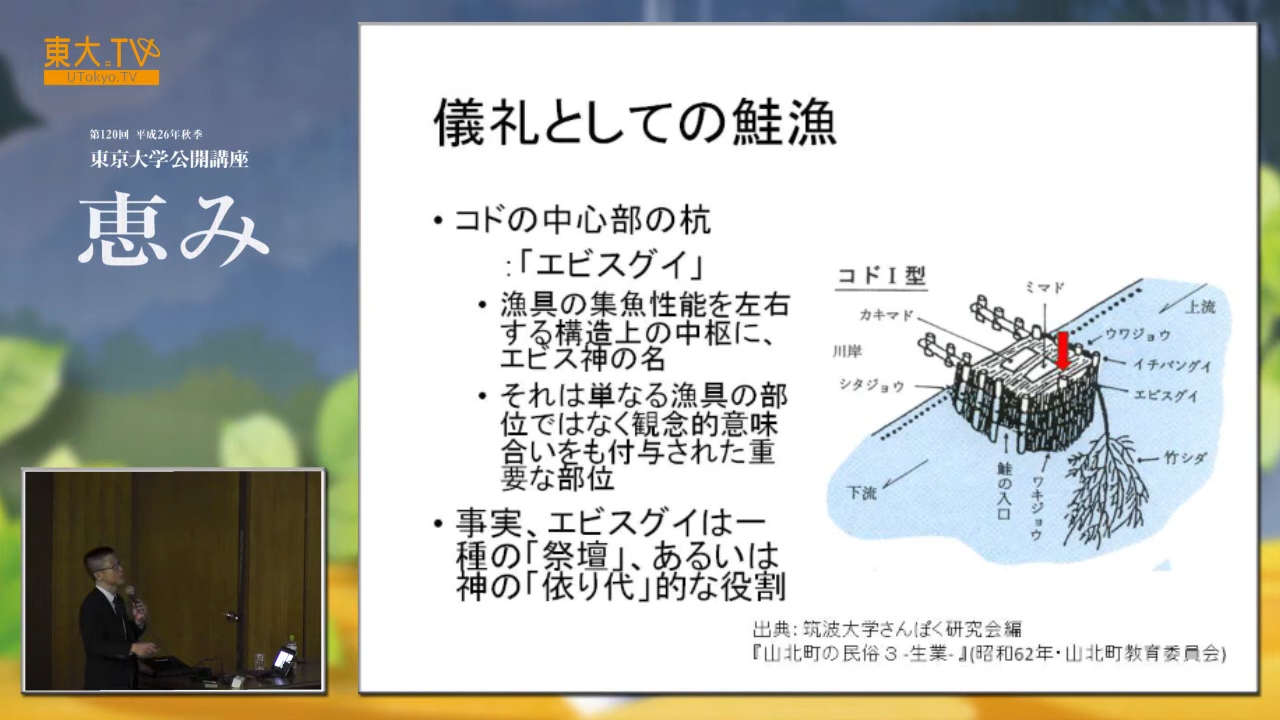 東大.TV
UTokyo.TV
第120回 平成26年秋季
東京大学公開講座
恵み
儀礼としての鮭漁
• コドの中心部の杭
:「エビスグイ」
• 漁具の集魚性能を左右
する構造上の中枢に、
エビス神の名
• それは単なる漁具の部
位ではなく観念的意味
合いをも付与された重
要な部位
• 事実、エビスグイは一
種の「祭壇」、あるいは
神の「依り代」的な役割
コドⅠ型
ミマド
カキマド
上流
ウワジョウ
川岸
イチバングイ
シタジョウ
エビスグイ
竹シダ
下流
鮭の入口
ワキジョウ
出典: 筑波大学さんぽく研究会編
『山北町の民俗３ -生業- 』(昭和62年・山北町教育委員会)